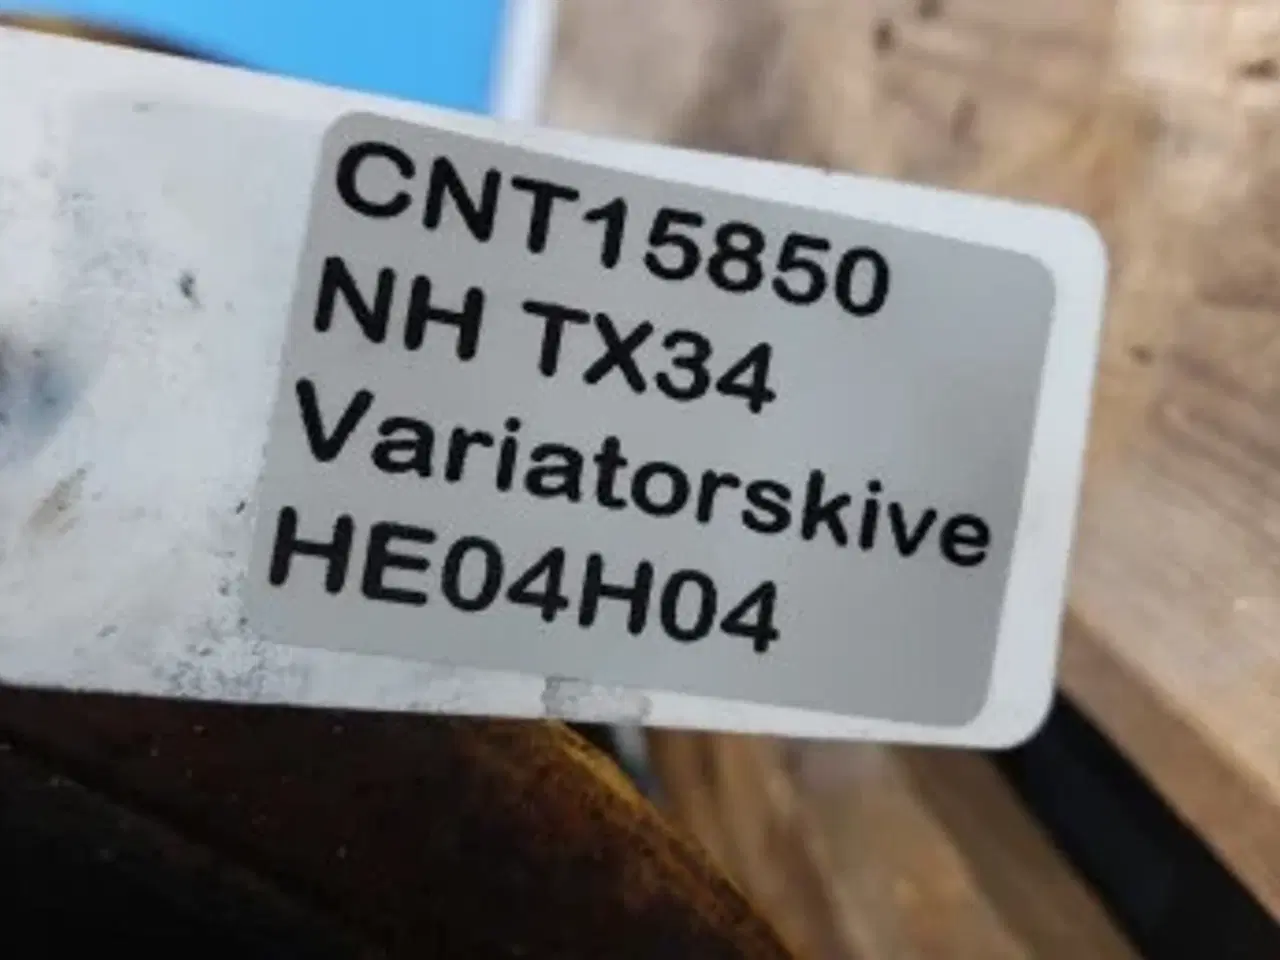 CNT15850
NH TX34
Variatorskive
HE04H04